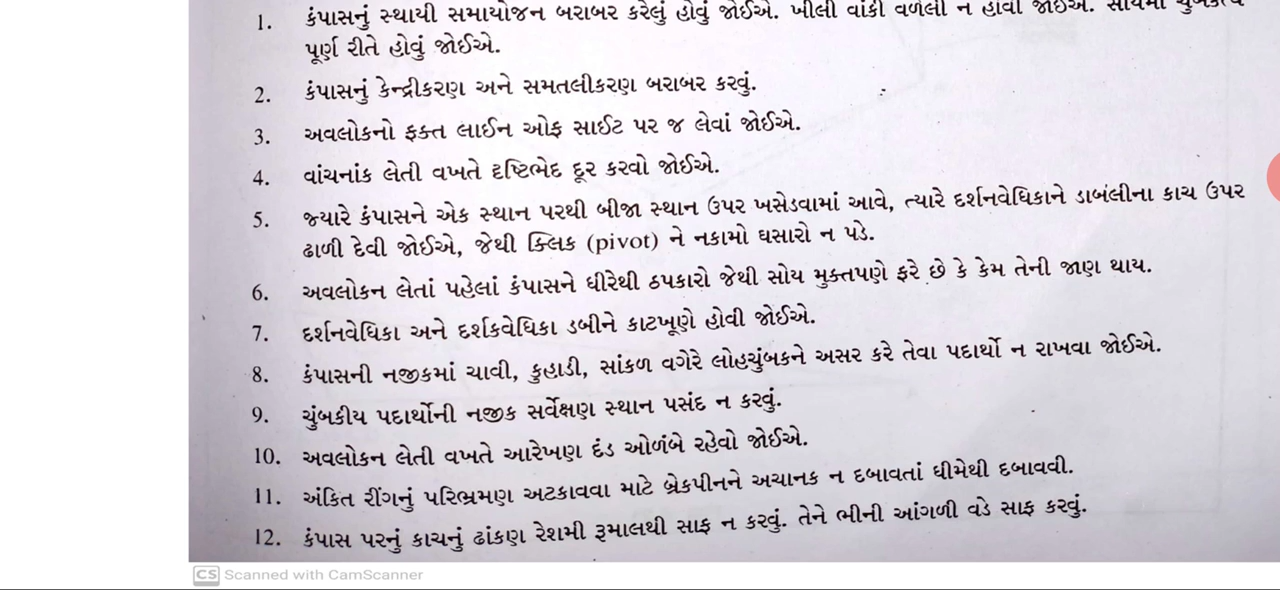 1. કંપાસનું સ્થાયી સમાયોજન બરાબર કરેલું હોવું જોઈએ. ખીલી વાંકી વળેલી ન હોવી જોઈએ. સોયમાં
પૂર્ણ રીતે હોવું જોઈએ.
2. કંપાસનું કેન્દ્રીકરણ અને સમતલીકરણ બરાબર કરવું.
3. અવલોકનો ફક્ત લાઈન ઓફ સાઈટ પર જ લેવાં જોઈએ.
4. વાંચનાંક લેતી વખતે દૃષ્ટિભેદ દૂર કરવો જોઈએ.
5. જ્યારે કંપાસને એક સ્થાન પરથી બીજા સ્થાન ઉપર ખસેડવામાં આવે, ત્યારે દર્શનવેધિકાને ડાબલીના કાચ ઉપર
ઢાળી દેવી જોઈએ, જેથી ક્લિક (pivot) ને નકામો ઘસારો ન પડે.
6. અવલોકન લેતાં પહેલાં કંપાસને ધીરેથી ઠપકારો જેથી સોય મુક્તપણે ફરે છે કે કેમ તેની જાણ થાય.
7. દર્શનવેધિકા અને દર્શકવેધિકા ડબીને કાટખૂણે હોવી જોઈએ.
8. કંપાસની નજીકમાં ચાવી, કુહાડી, સાંકળ વગેરે લોહચુંબકને અસર કરે તેવા પદાર્થો ન રાખવા જોઈએ.
9. ચુંબકીય પદાર્થોની નજીક સર્વેક્ષણ સ્થાન પસંદ ન કરવું.
10. અવલોકન લેતી વખતે આરેખણ દંડ ઓળંબે રહેવો જોઈએ.
11. અંકિત રીંગનું પરિભ્રમણ અટકાવવા માટે બ્રેકપીનને અચાનક ન દબાવતાં ધીમેથી દબાવવી.
12. કંપાસ પરનું કાચનું ઢાંકણ રેશમી રૂમાલથી સાફ ન કરવું. તેને ભીની આંગળી વડે સાફ કરવું.
CS Scanned with CamScanner